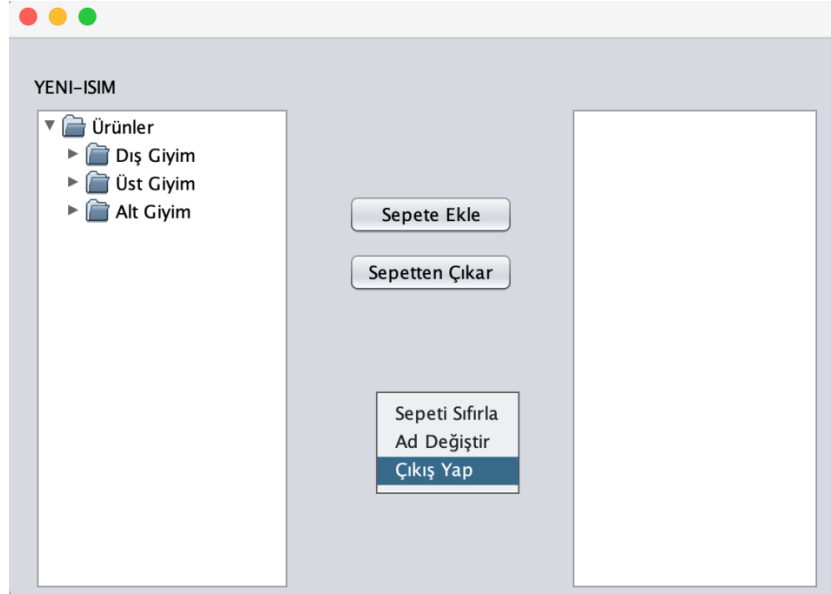 YENI-ISIM
Ürünler
Dış Giyim
Üst Giyim
Alt Giyim
Sepete Ekle
Sepetten Çıkar
Sepeti Sıfırla
Ad Değiştir
Çıkış Yap